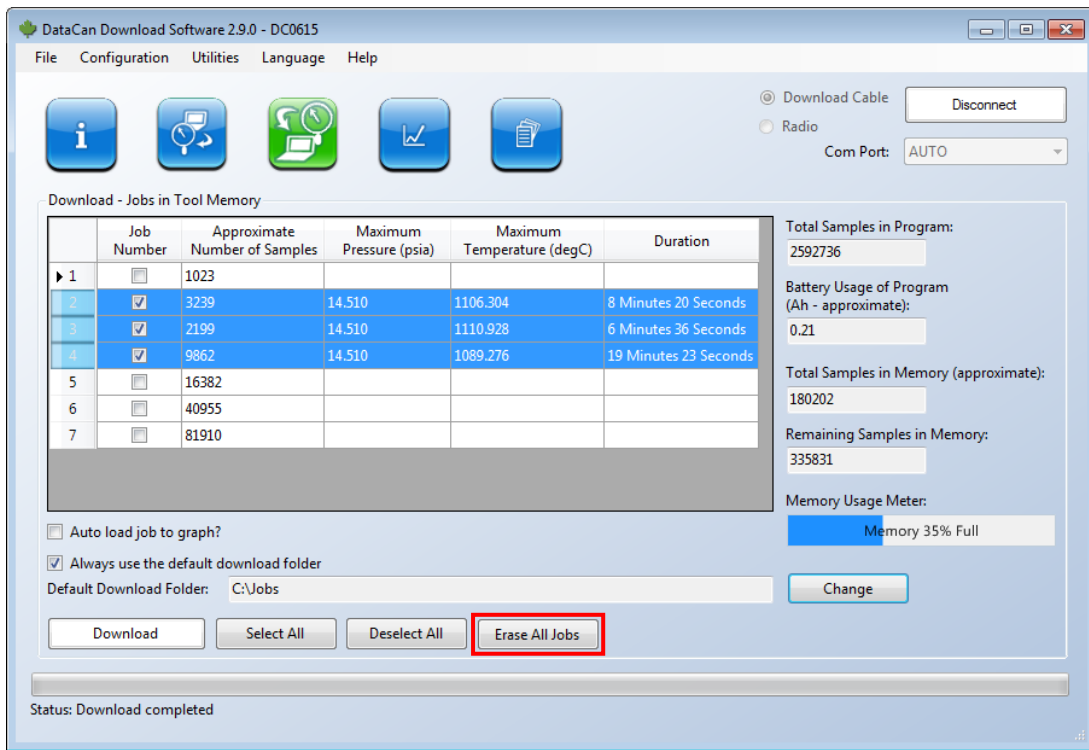 DataCan Download Software 2.9.0 - DC0615
File Configuration Utilities Language Help
Download Cable
Radio
Disconnect
Com Port: AUTO
Download - Jobs in Tool Memory
Job Number Approximate Number of Samples Maximum Pressure (psia) Maximum Temperature (degC) Duration
1 1023
2 3239 14.510 1106.304 8 Minutes 20 Seconds
3 2199 14.510 1110.928 6 Minutes 36 Seconds
4 9862 14.510 1089.276 19 Minutes 23 Seconds
5 16382
6 40955
7 81910
Total Samples in Program:
2592736
Battery Usage of Program
(Ah - approximate):
0.21
Total Samples in Memory (approximate):
180202
Remaining Samples in Memory:
335831
Memory Usage Meter:
Memory 35% Full
Auto load job to graph?
Always use the default download folder
Default Download Folder: C:\Jobs
Change
Download Select All Deselect All Erase All Jobs
Status: Download completed